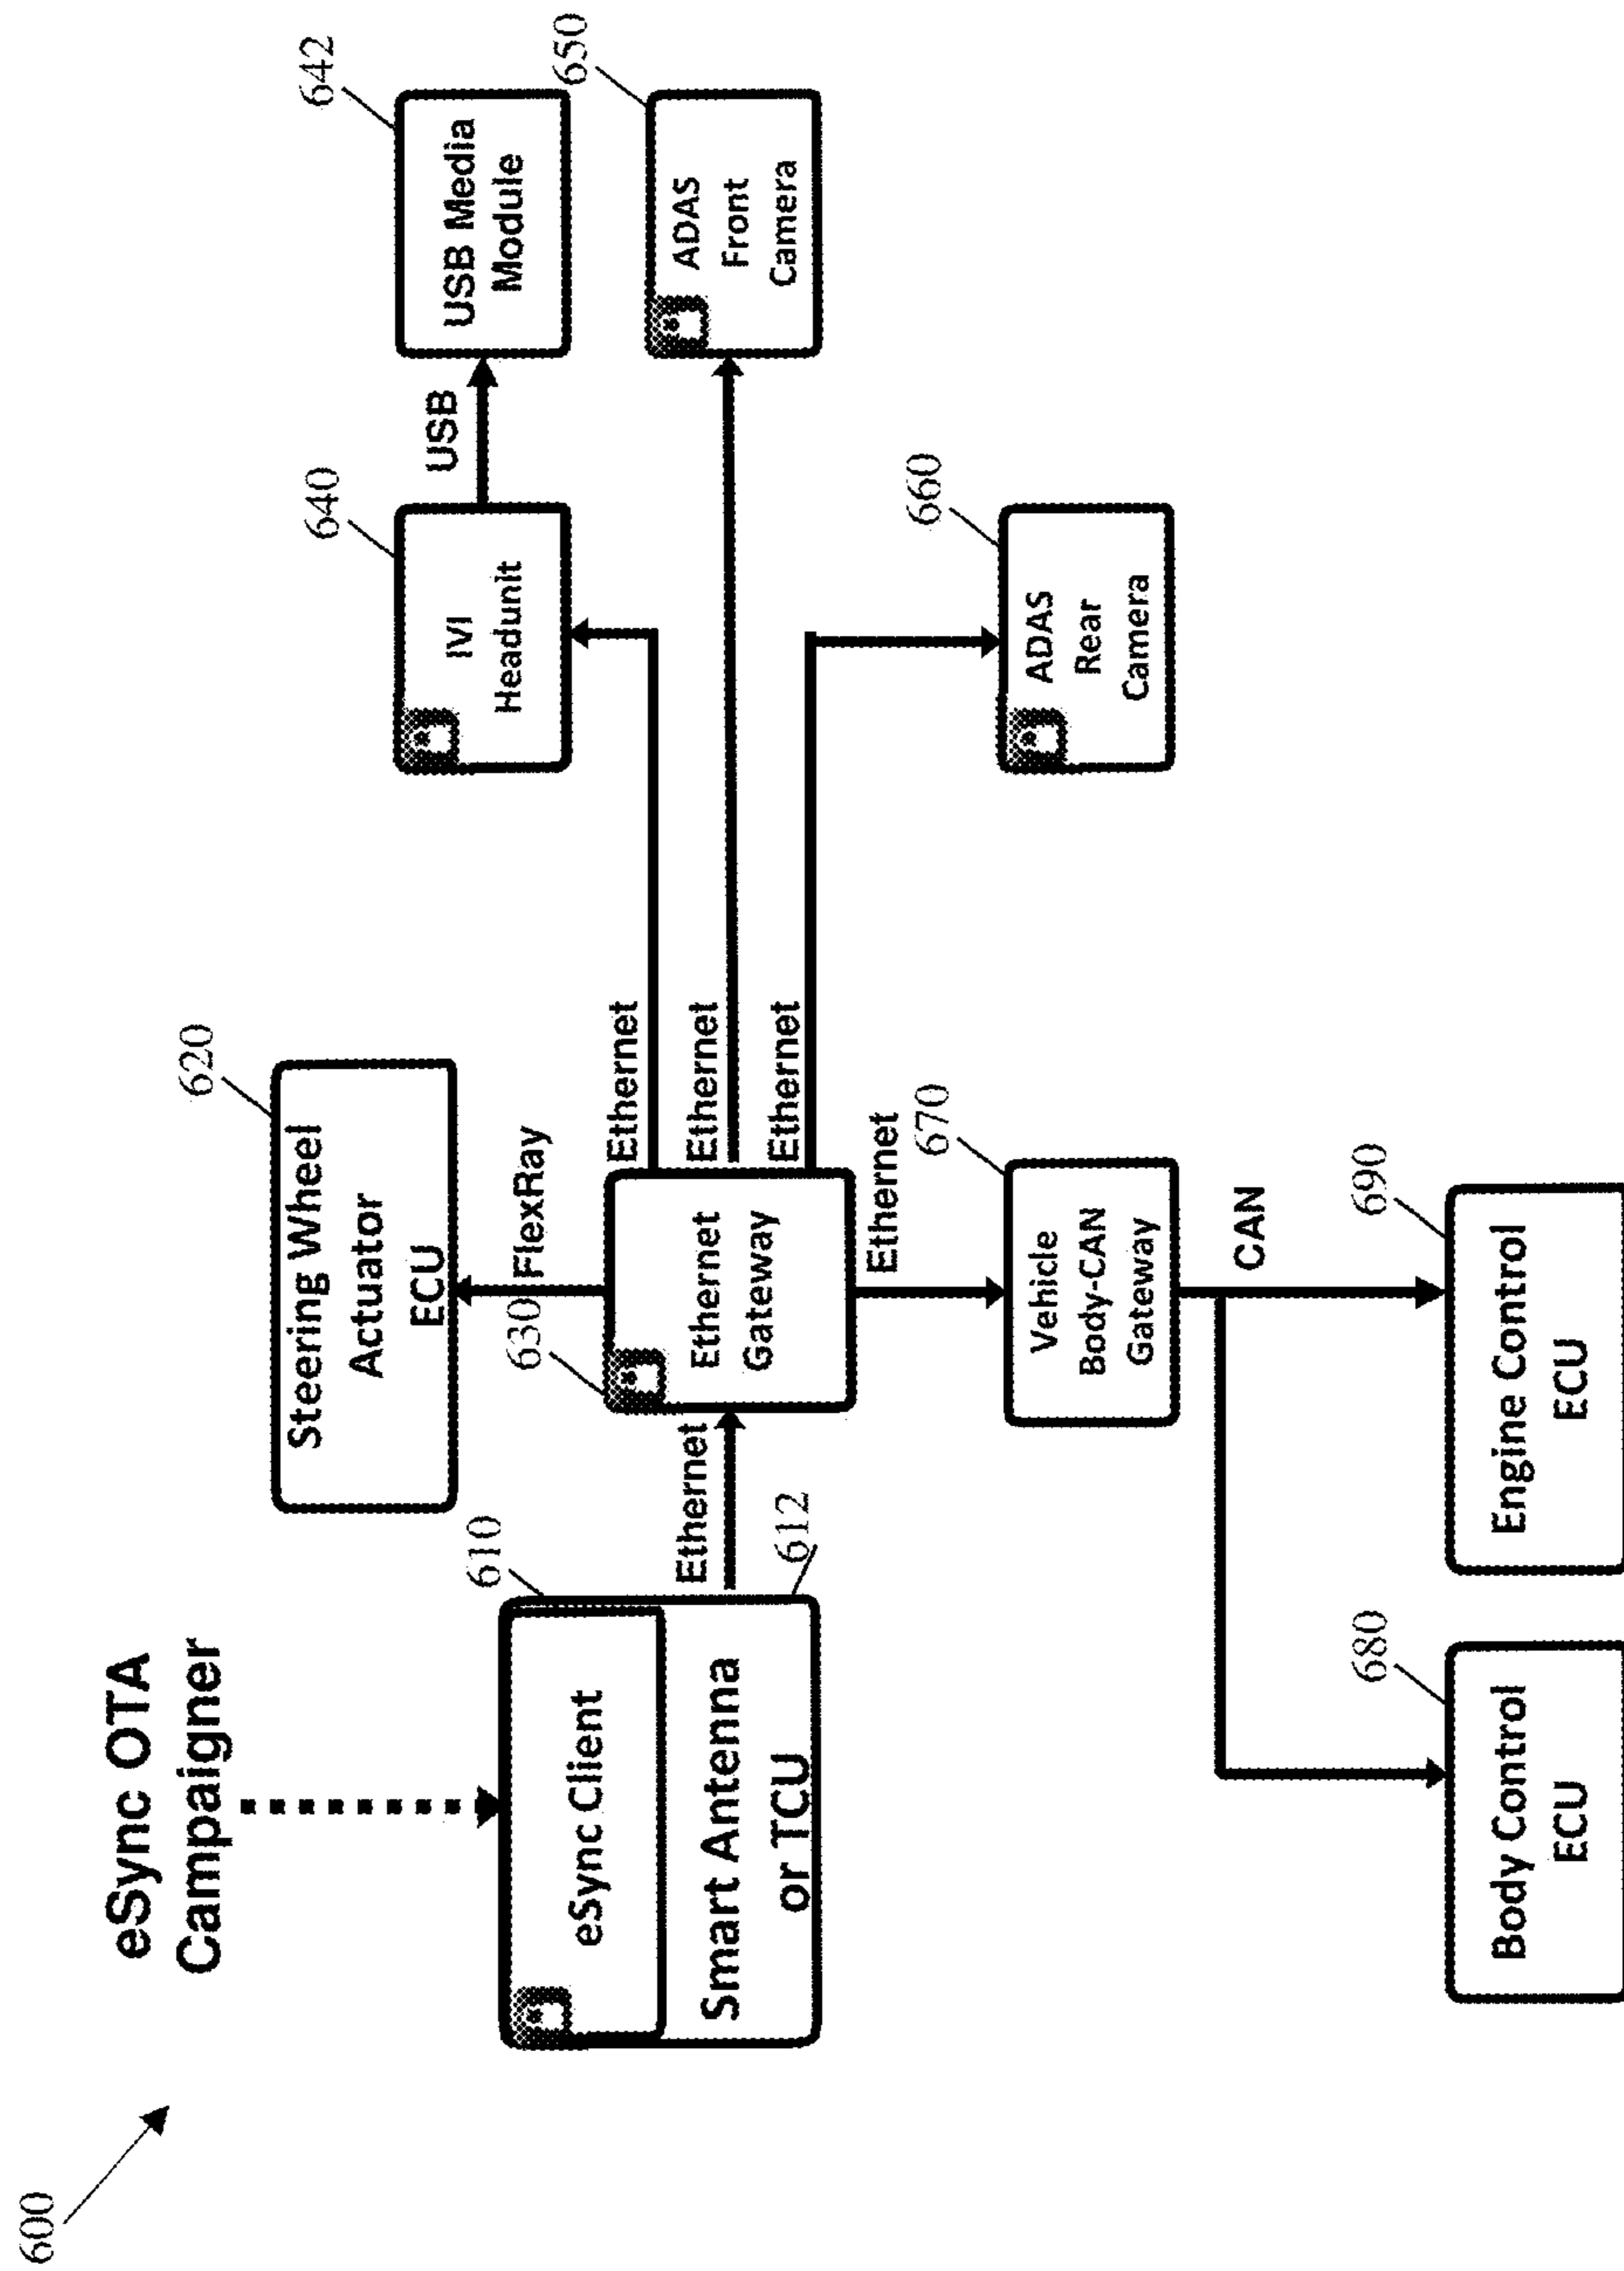 600
eSync OTA
Campaigner
610
eSync Client
Smart Antenna
or TCU
612
Ethernet
620
Steering Wheel
Actuator
ECU
FlexRay
630
Ethernet
Gateway
Ethernet
Ethernet
Ethernet
Ethernet
640
IVI
Headunit
USB
642
USB Media
Module
650
ADAS
Front
Camera
660
ADAS
Rear
Camera
670
Vehicle
Body-CAN
Gateway
CAN
680
Body Control
ECU
690
Engine Control
ECU